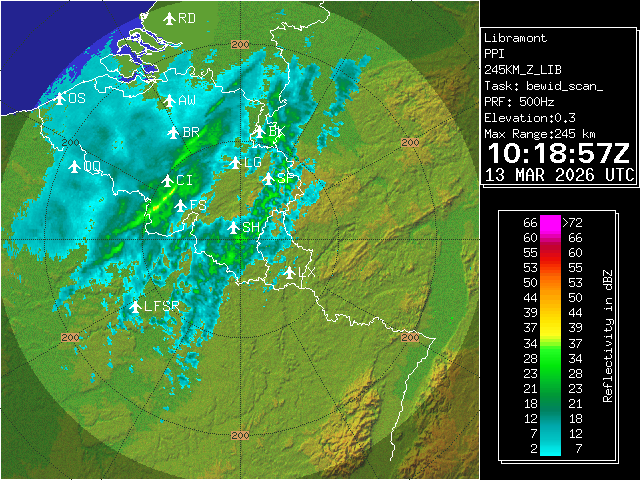 RD
200
OS
AW
BR
BK
200
200
QQ
LG
CI
SP
FS
SH
LX
LFSR
200
200
200
Libramont
PPI
245KM_Z_LIB
Task: bewid_scan_
PRF: 500Hz
Elevation:0.3
Max Range:245 km
10:18:57Z
13 MAR 2026 UTC
66 >72
60 66
55 60
53 55
50 53
44 50
39 44
37 39
34 37
28 34
23 28
21 23
18 21
12 18
7 12
2 7
Reflectivity in dBZ